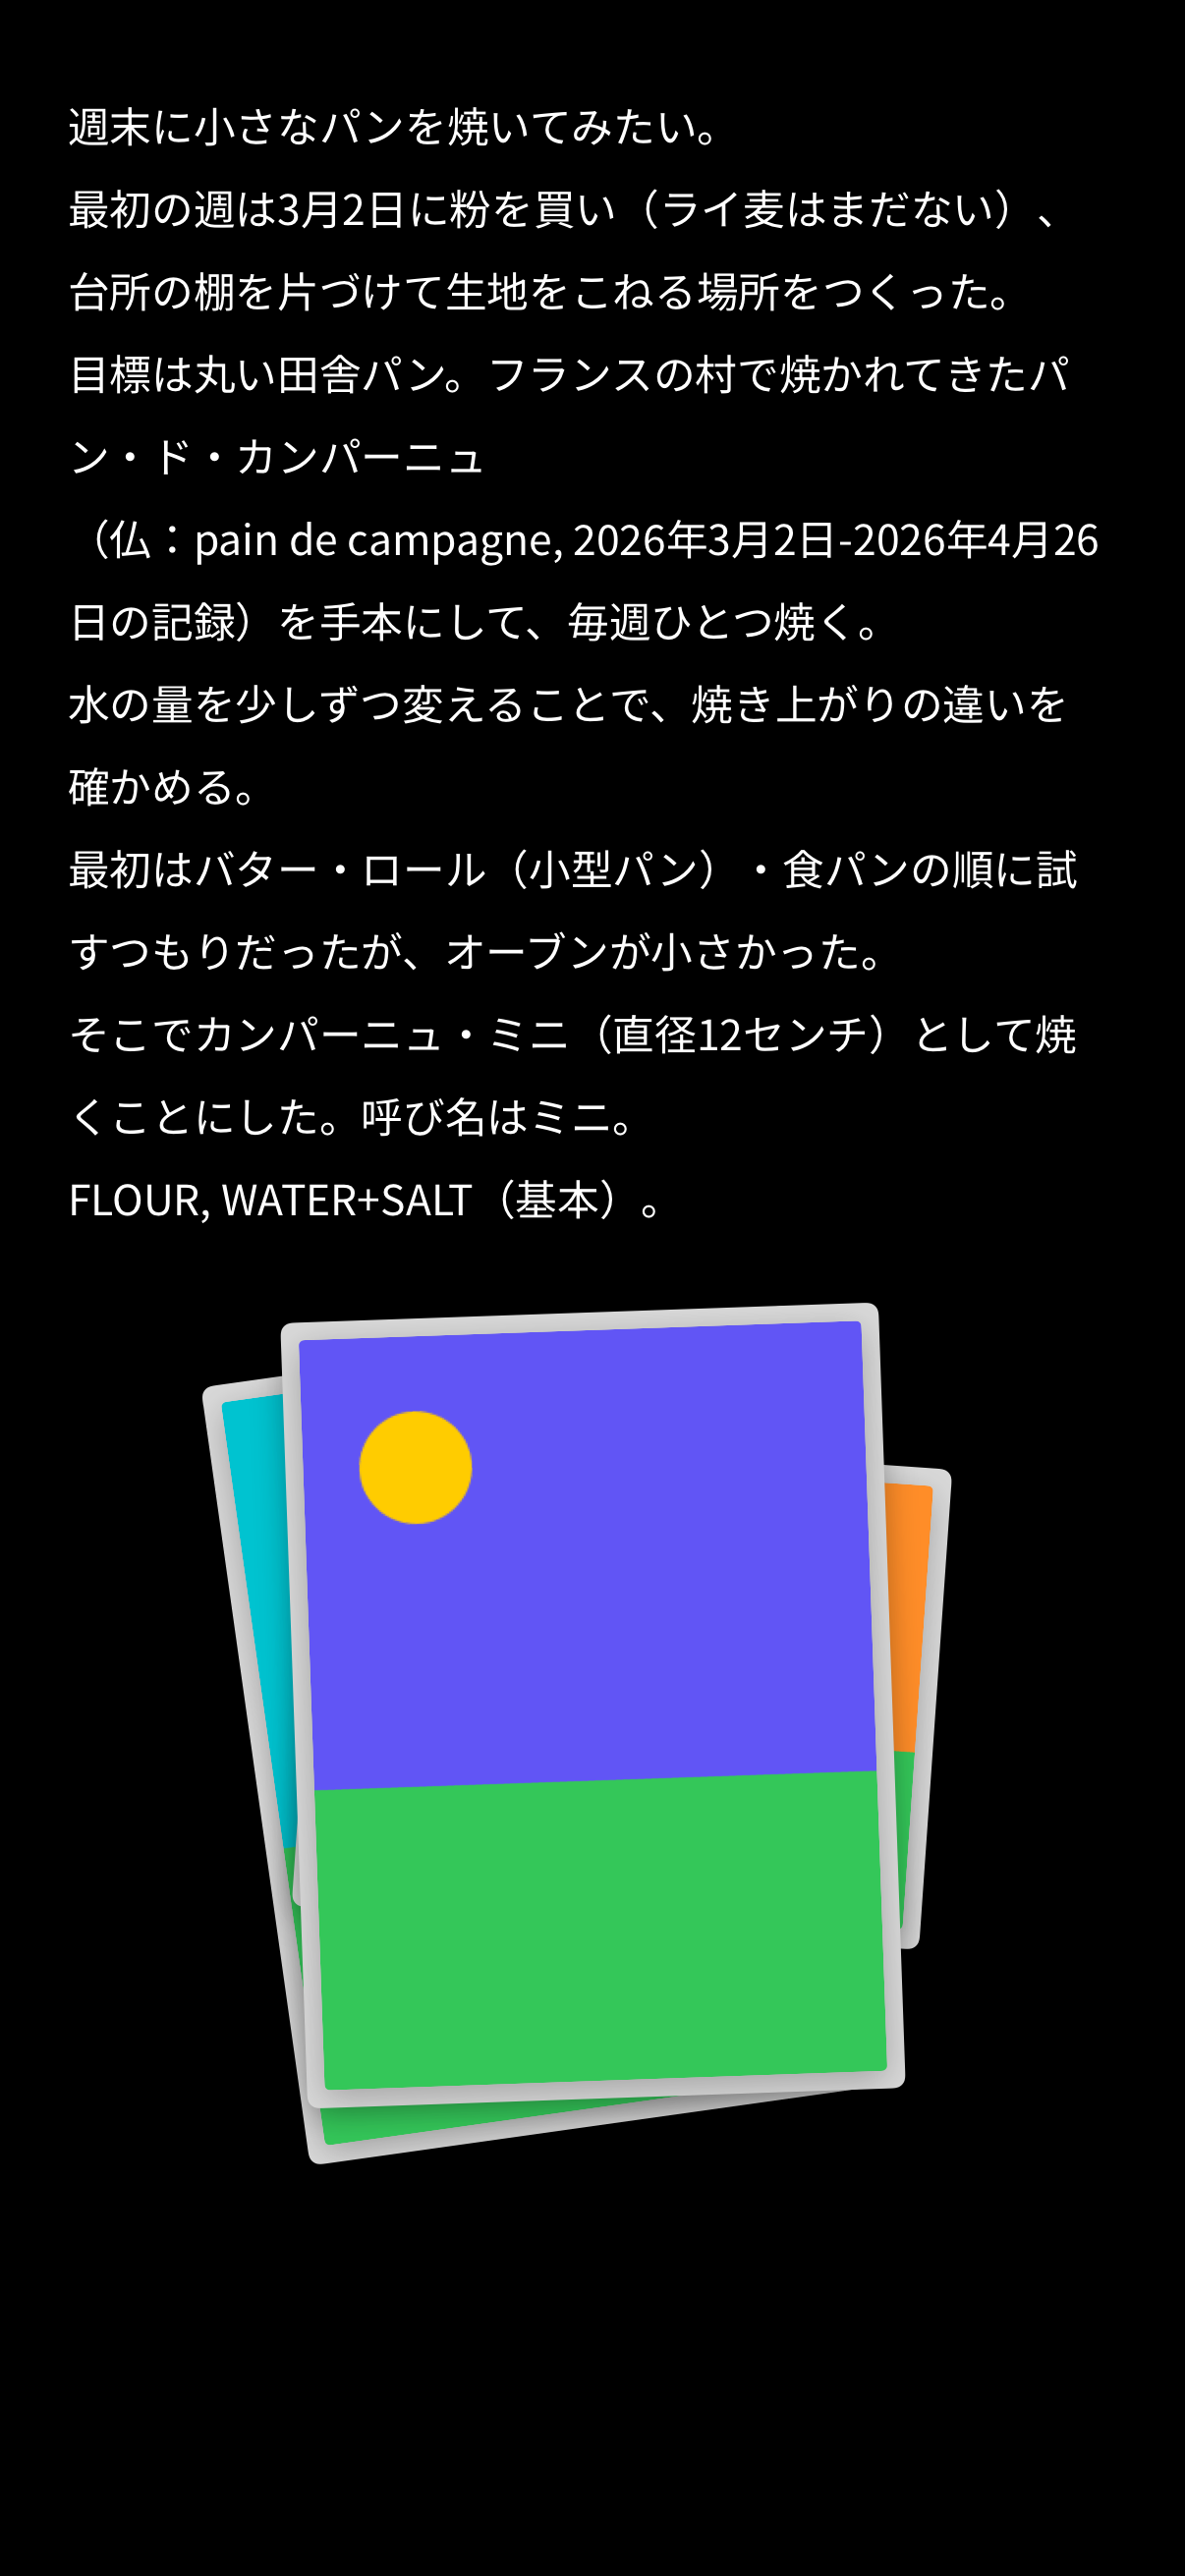 週末に小さなパンを焼いてみたい。
最初の週は3月2日に粉を買い（ライ麦はまだない）、
台所の棚を片づけて生地をこねる場所をつくった。
目標は丸い田舎パン。フランスの村で焼かれてきたパ
ン・ド・カンパーニュ
（仏：pain de campagne, 2026年3月2日-2026年4月26
日の記録）を手本にして、毎週ひとつ焼く。
水の量を少しずつ変えることで、焼き上がりの違いを
確かめる。
最初はバター・ロール（小型パン）・食パンの順に試
すつもりだったが、オーブンが小さかった。
そこでカンパーニュ・ミニ（直径12センチ）として焼
くことにした。呼び名はミニ。
FLOUR, WATER+SALT（基本）。